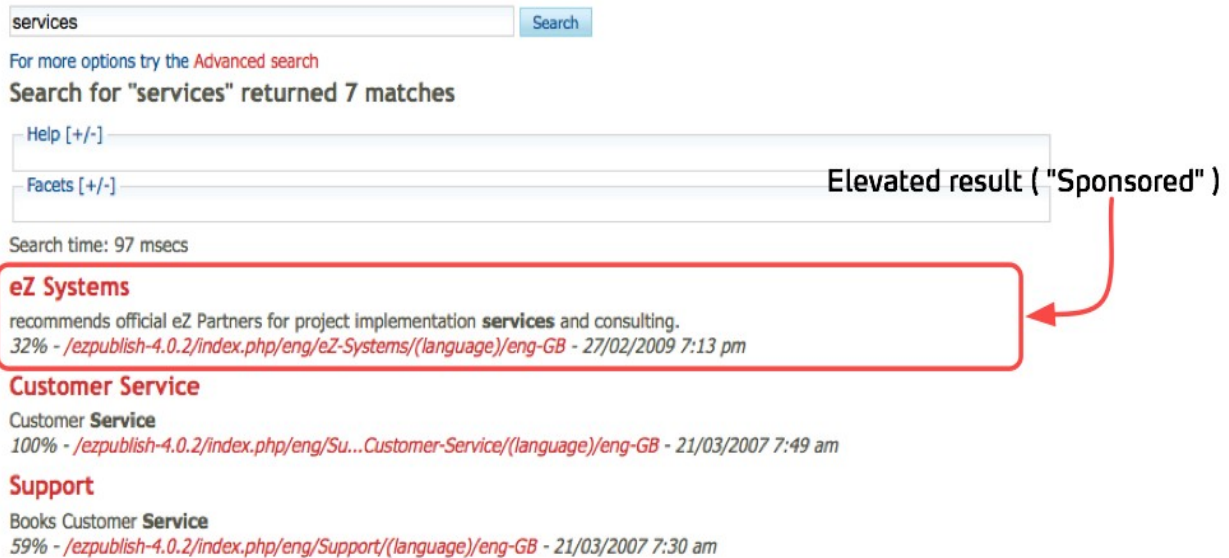 services
Search
For more options try the Advanced search
Search for "services" returned 7 matches
Help [+/-]
Facets [+/-]
Elevated result ( "Sponsored" )
Search time: 97 msecs
eZ Systems
recommends official eZ Partners for project implementation services and consulting.
32% - /ezpublish-4.0.2/index.php/eng/eZ-Systems/(language)/eng-GB - 27/02/2009 7:13 pm
Customer Service
Customer Service
100% - /ezpublish-4.0.2/index.php/eng/Su...Customer-Service/(language)/eng-GB - 21/03/2007 7:49 am
Support
Books Customer Service
59% - /ezpublish-4.0.2/index.php/eng/Support/(language)/eng-GB - 21/03/2007 7:30 am